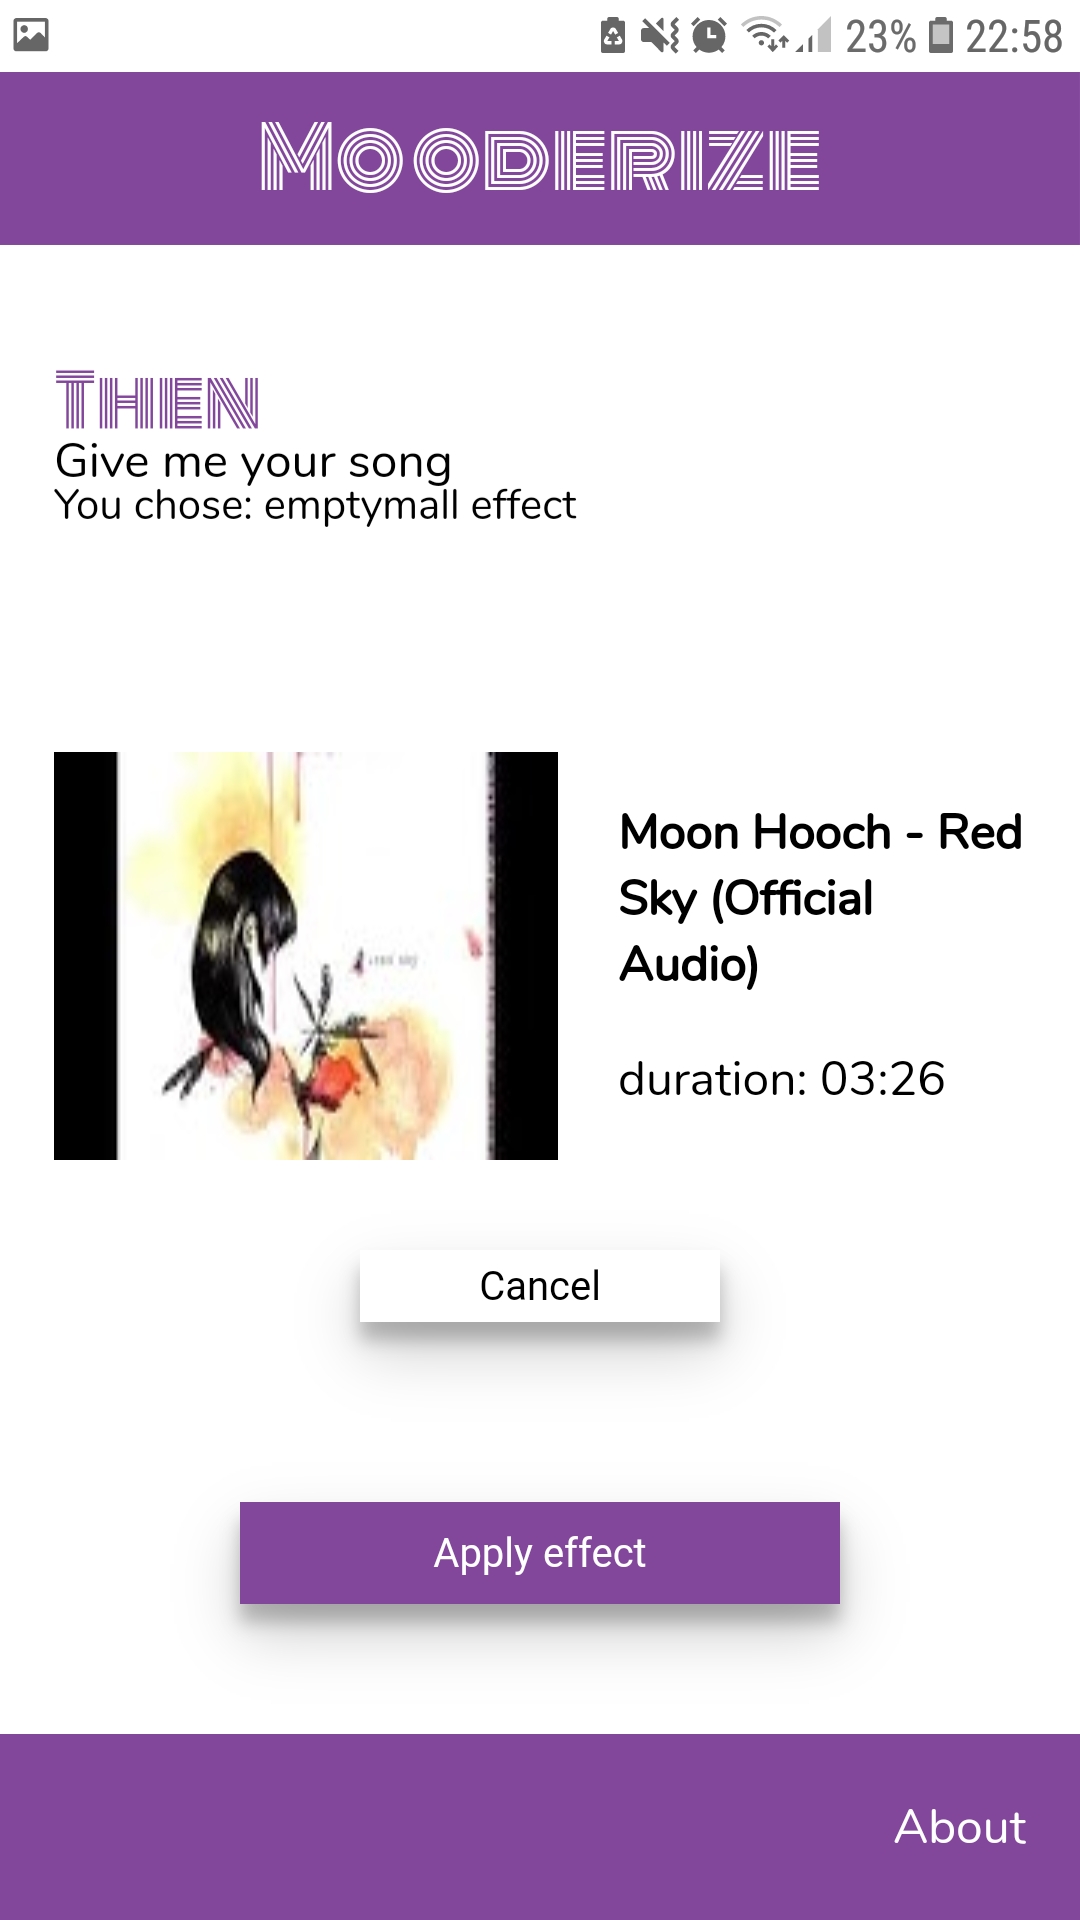 23% 22:58
Mooderize
Then
Give me your song
You chose: emptymall effect
Moon Hooch - Red
Sky (Official
Audio)
duration: 03:26
Cancel
Apply effect
About